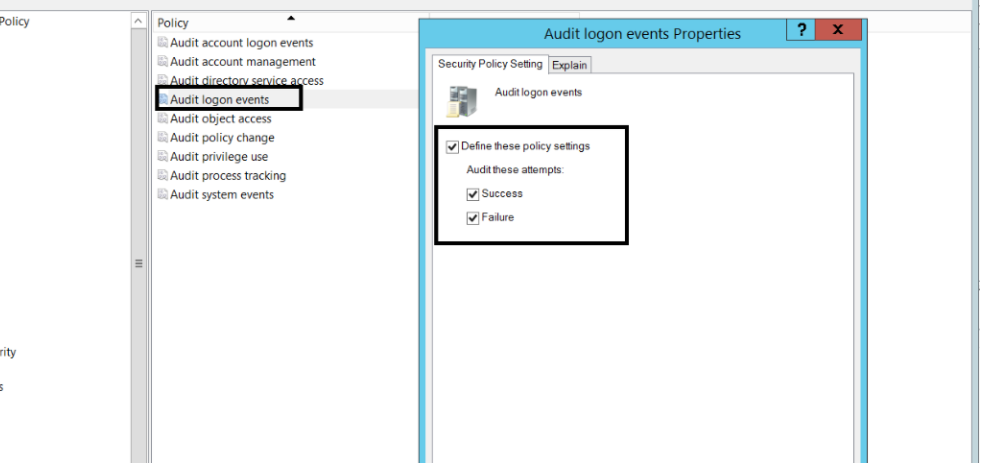 Policy
rity
s
Policy
Audit account logon events
Audit account management
Audit directory service access
Audit logon events
Audit object access
Audit policy change
Audit privilege use
Audit process tracking
Audit system events
Audit logon events Properties
? x
Security Policy Setting Explain
Audit logon events
Define these policy settings
Audit these attempts:
Success
Failure